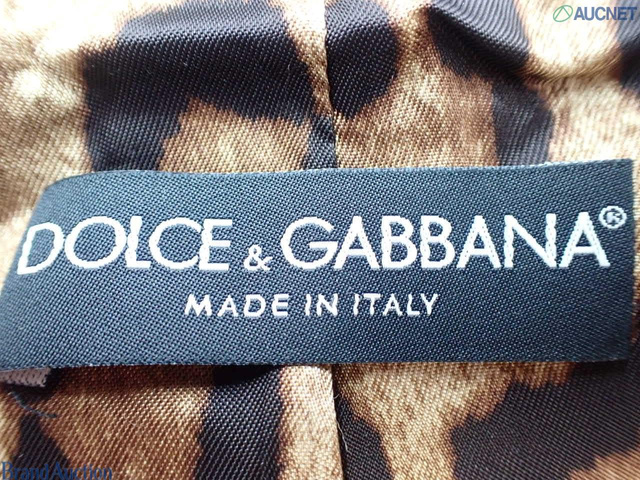 AUCNET
DOLCE & GABBANA®
MADE IN ITALY
Brand Auction